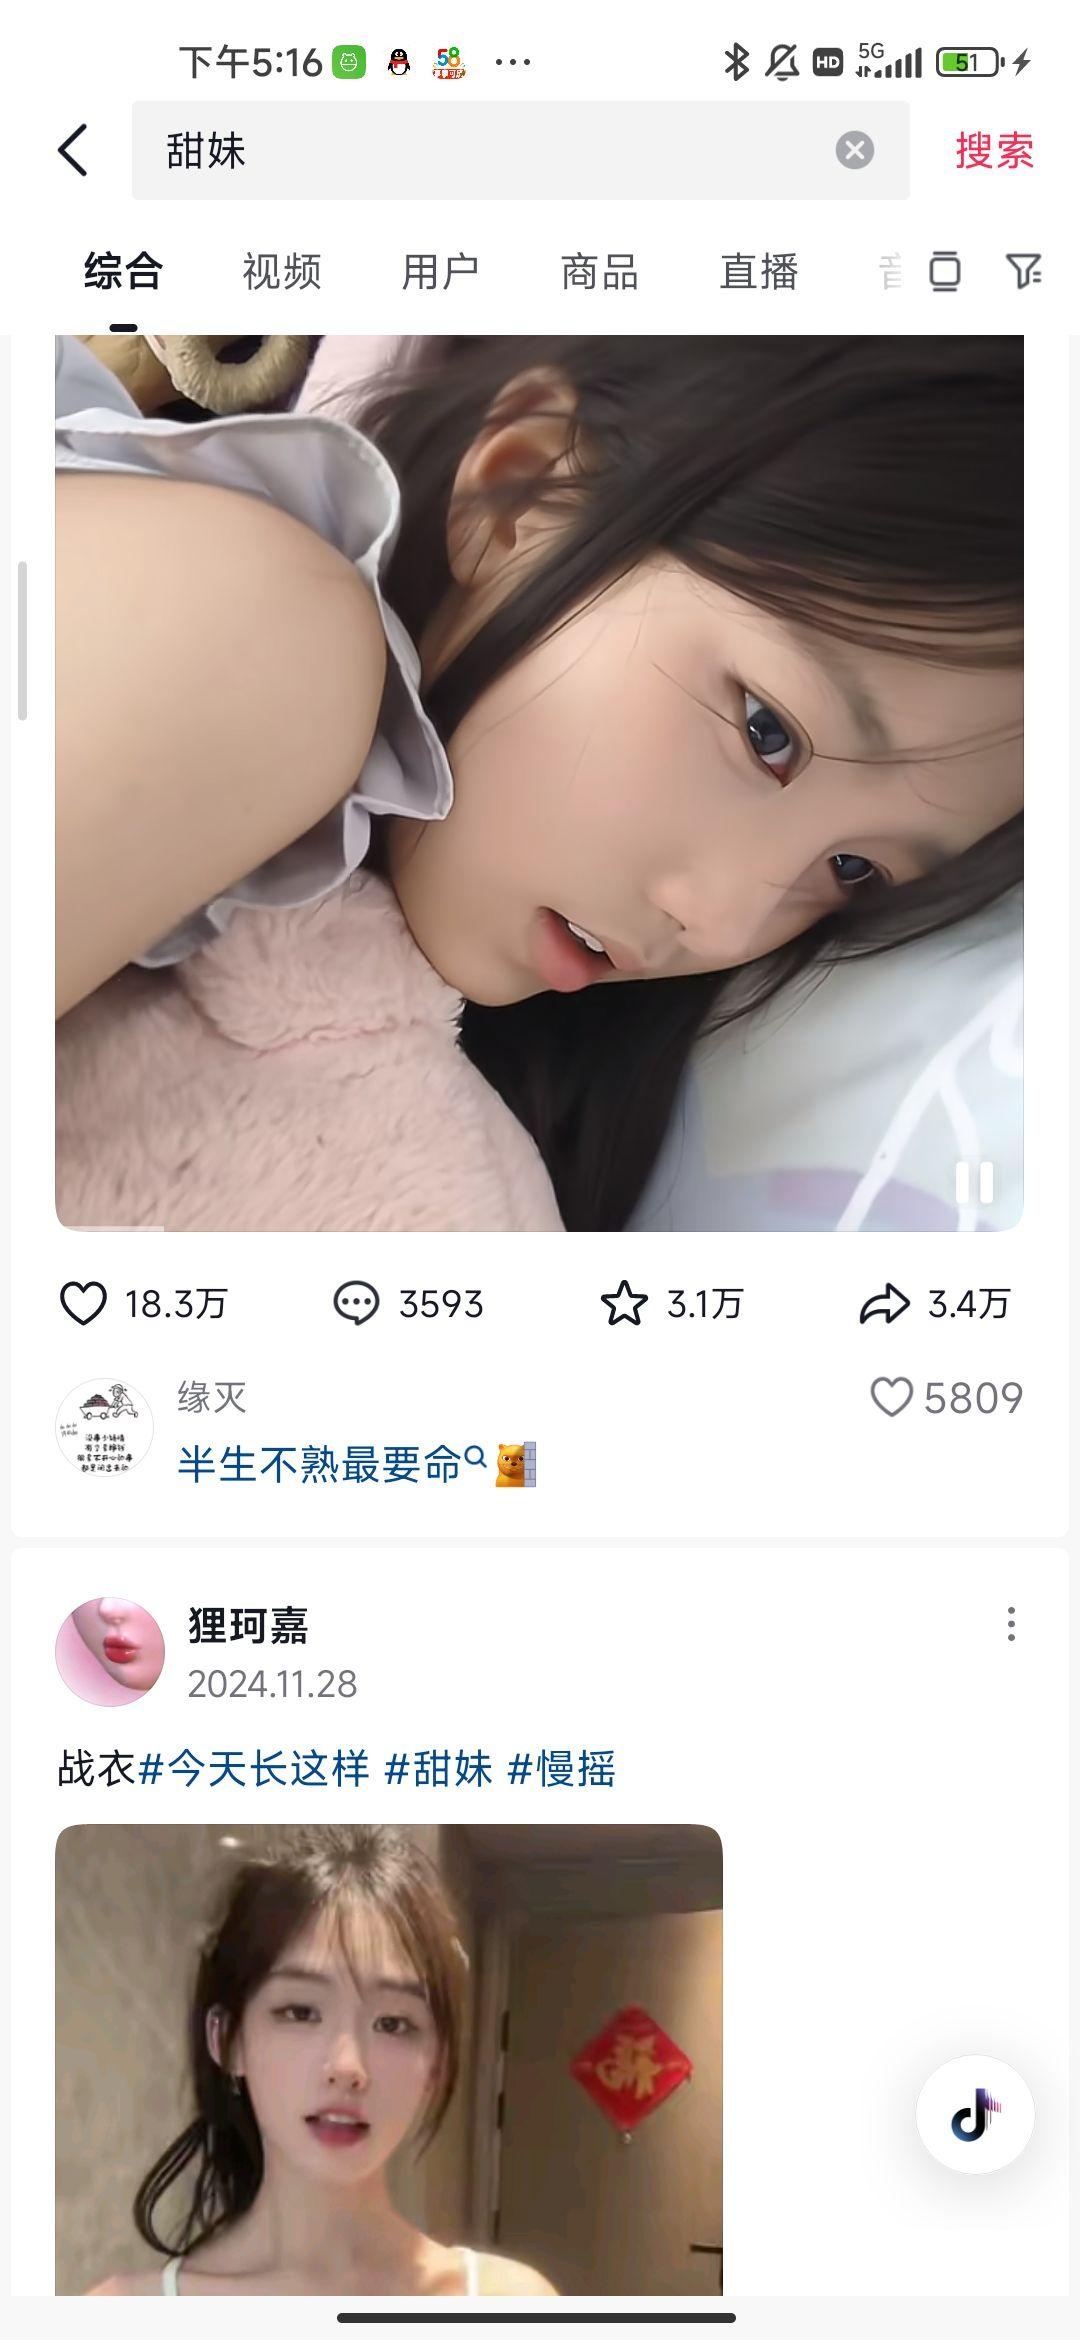 下午5:16
HD
5G
51
甜妹
搜索
综合
视频
用户
商品
直播
18.3万
3593
3.1万
3.4万
缘灭
5809
半生不熟最要命
狸珂嘉
2024.11.28
战衣#今天长这样 #甜妹 #慢摇